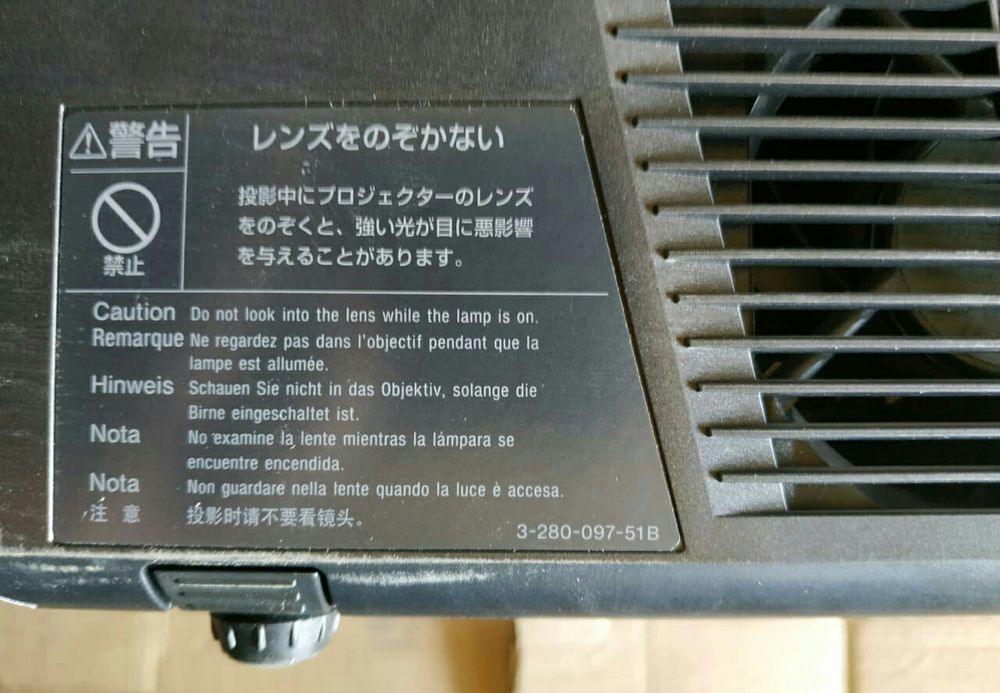 警告
禁止
レンズをのぞかない
投影中にプロジェクターのレンズ
をのぞくと、強い光が目に悪影響
を与えることがあります。
Caution Do not look into the lens while the lamp is on.
Remarque Ne regardez pas dans l'objectif pendant que la
lampe est allumée.
Hinweis Schauen Sie nicht in das Objektiv, solange die
Birne eingeschaltet ist.
Nota No examine la lente mientras la lámpara se
encuentre encendida.
Nota Non guardare nella lente quando la luce è accesa.
注 意 投影时请不要看镜头。
3-280-097-51B